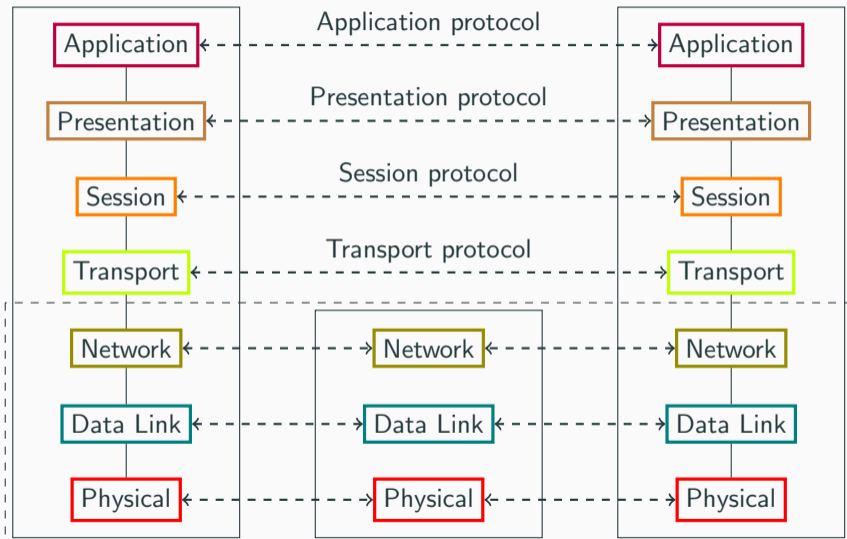 Application protocol
Application
Application
Presentation protocol
Presentation
Presentation
Session protocol
Session
Session
Transport protocol
Transport
Transport
Network
Network
Network
Data Link
Data Link
Data Link
Physical
Physical
Physical